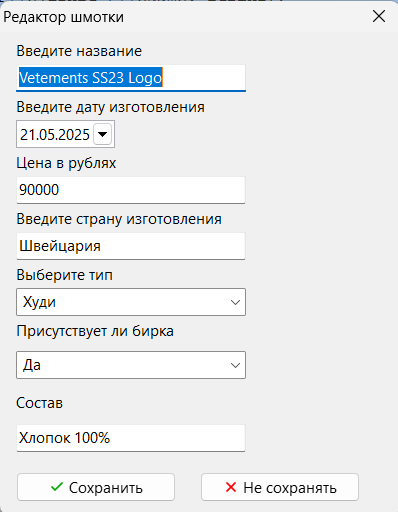 Редактор шмотки
Введите название
Vetements SS23 Logo
Введите дату изготовления
21.05.2025
Цена в рублях
90000
Введите страну изготовления
Швейцария
Выберите тип
Худи
Присутствует ли бирка
Да
Состав
Хлопок 100%
Сохранить
Не сохранять